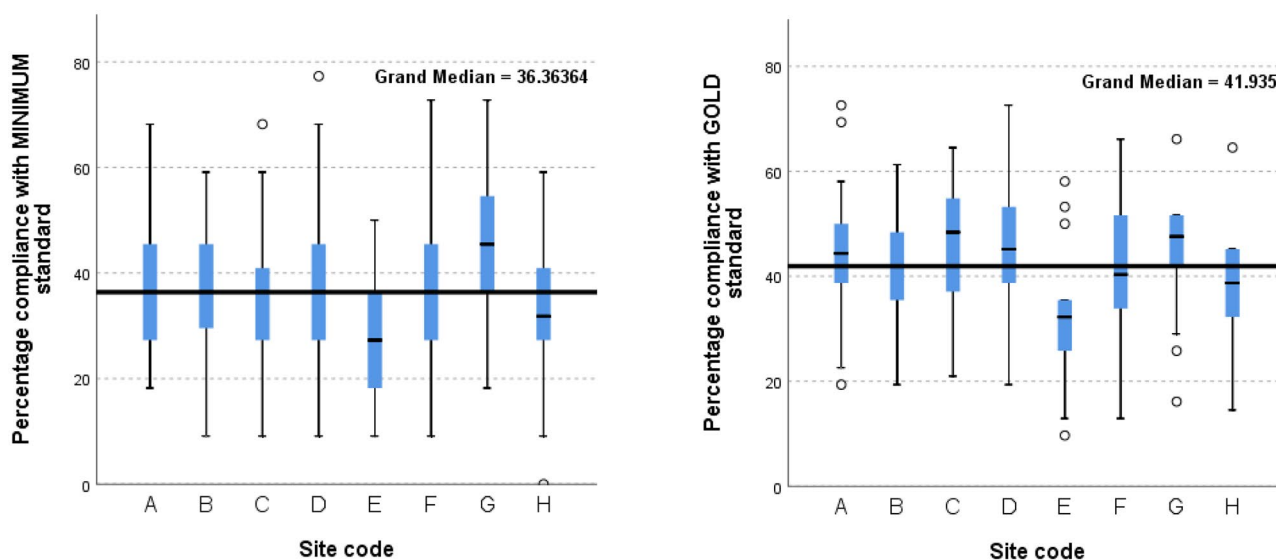 Percentage compliance with MINIMUM
standard
80
60
40
20
0
Grand Median = 36.36364
A B C D E F G H
Site code
Percentage compliance with GOLD
standard
80
60
40
20
0
Grand Median = 41.935
A B C D E F G H
Site code